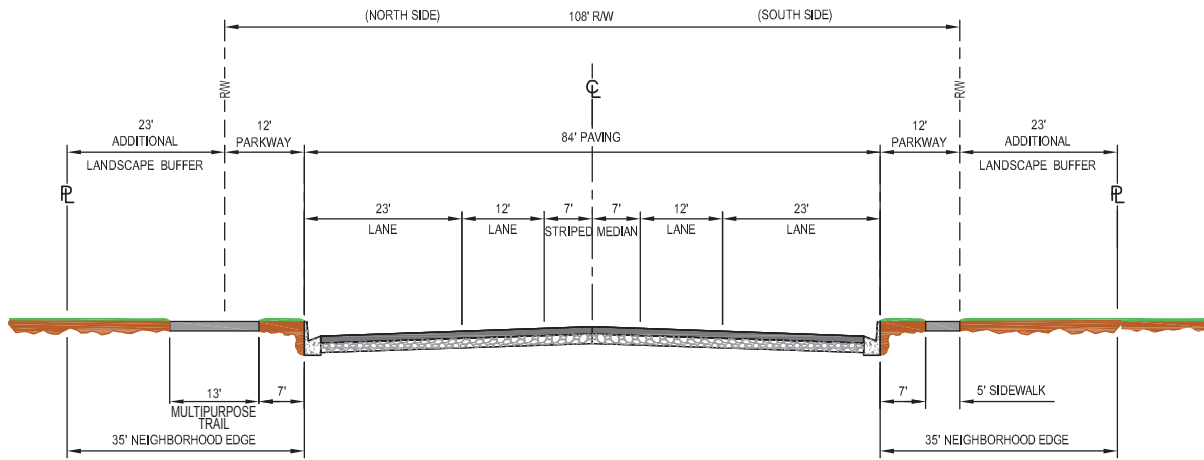 (NORTH SIDE) 108' R/W (SOUTH SIDE)
R/W
R/W
℄
23'
ADDITIONAL
LANDSCAPE BUFFER
12'
PARKWAY
84' PAVING
12'
PARKWAY
23'
ADDITIONAL
LANDSCAPE BUFFER
PL
PL
23'
LANE
12'
LANE
7'
STRIPED
7'
MEDIAN
12'
LANE
23'
LANE
13'
MULTIPURPOSE
TRAIL
7'
7'
5' SIDEWALK
35' NEIGHBORHOOD EDGE
35' NEIGHBORHOOD EDGE